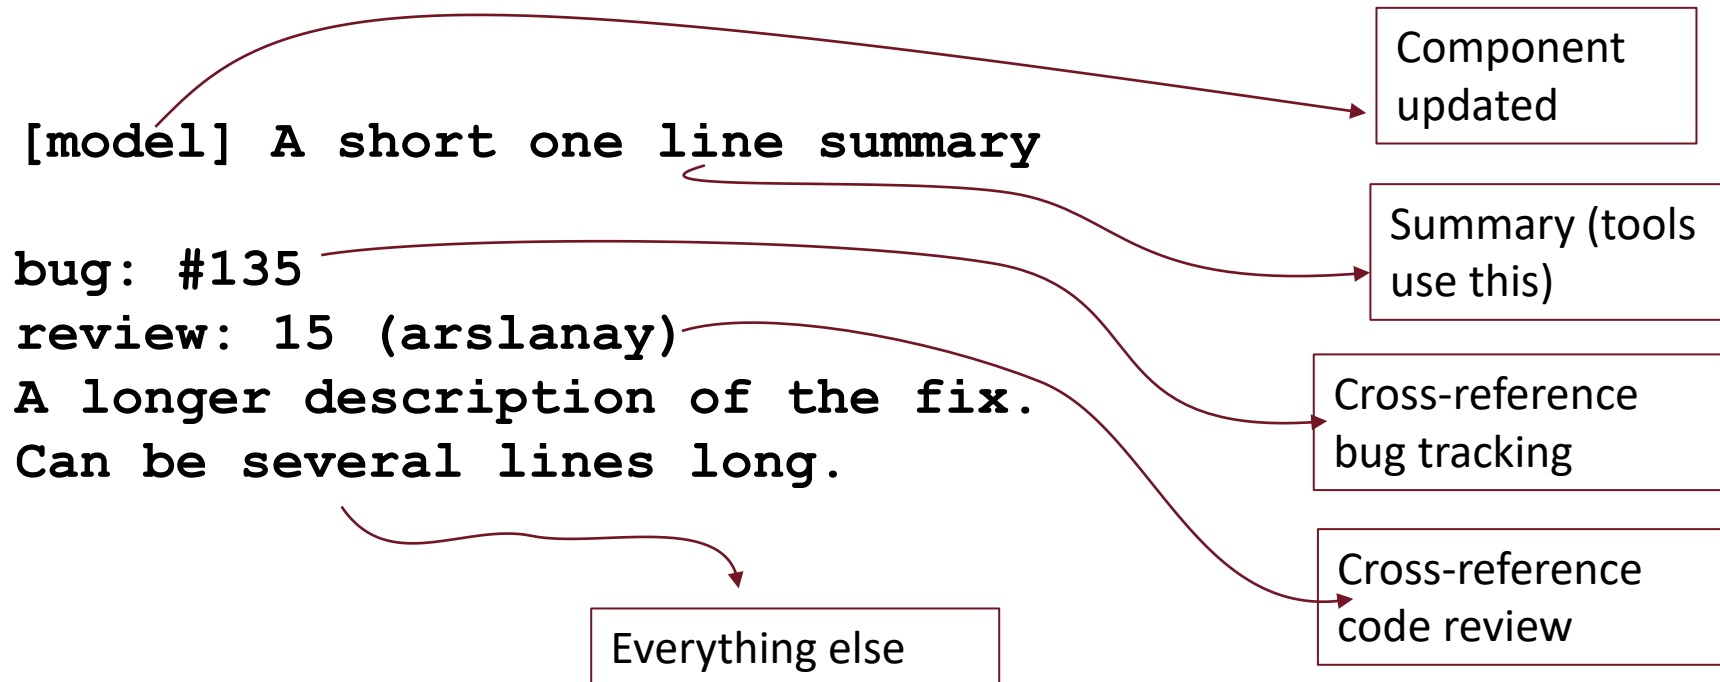 [model] A short one line summary
bug: #135
review: 15 (arslanay)
A longer description of the fix.
Can be several lines long.
Component
updated
Summary (tools
use this)
Cross-reference
bug tracking
Cross-reference
code review
Everything else